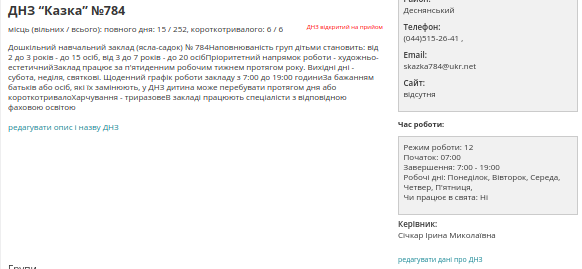 ДНЗ “Казка” №784
місць (вільних / всього): повного дня: 15 / 252, короткотривалого: 6 / 6
ДНЗ відкритий на прийом
Дошкільний навчальний заклад (ясла-садок) № 784Наповнюваність груп дітьми становить: від
2 до 3 років - до 15 осіб, від 3 до 7 років - до 20 осібПріоритетний напрямок роботи - художньо-
естетичнийЗаклад працює за п'ятиденним робочим тижнем протягом року. Вихідні дні -
субота, неділя, святкові. Щоденний графік роботи закладу з 7:00 до 19:00 годиниЗа бажанням
батьків або осіб, які їх замінюють, у ДНЗ дитина може перебувати протягом дня або
короткотривалоХарчування - триразовеВ закладі працюють спеціалісти з відповідною
фаховою освітою
редагувати опис і назву ДНЗ
Групи
Район:
Деснянський
Телефон:
(044)515-26-41 ,
Email:
skazka784@ukr.net
Сайт:
відсутня
Час роботи:
Режим роботи: 12
Початок: 07:00
Завершення: 7:00 - 19:00
Робочі дні: Понеділок, Вівторок, Середа,
Четвер, П'ятниця,
Чи працює в свята: Ні
Керівник:
Січкар Ірина Миколаївна
редагувати дані про ДНЗ